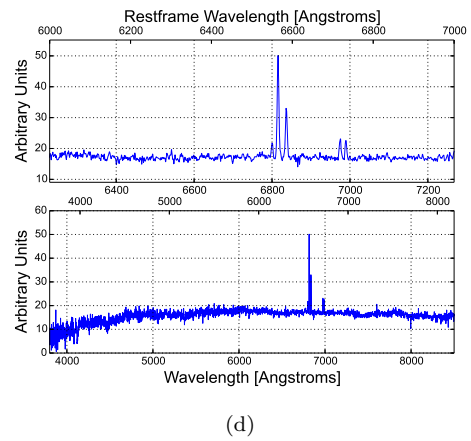 Restframe Wavelength [Angstroms]
6000 6200 6400 6600 6800 7000
Arbitrary Units
50
40
30
20
10
6400 6600 6800 7000 7200
4000 5000 6000 7000 8000
Arbitrary Units
60
50
40
30
20
10
0
4000 5000 6000 7000 8000
Wavelength [Angstroms]
(d)